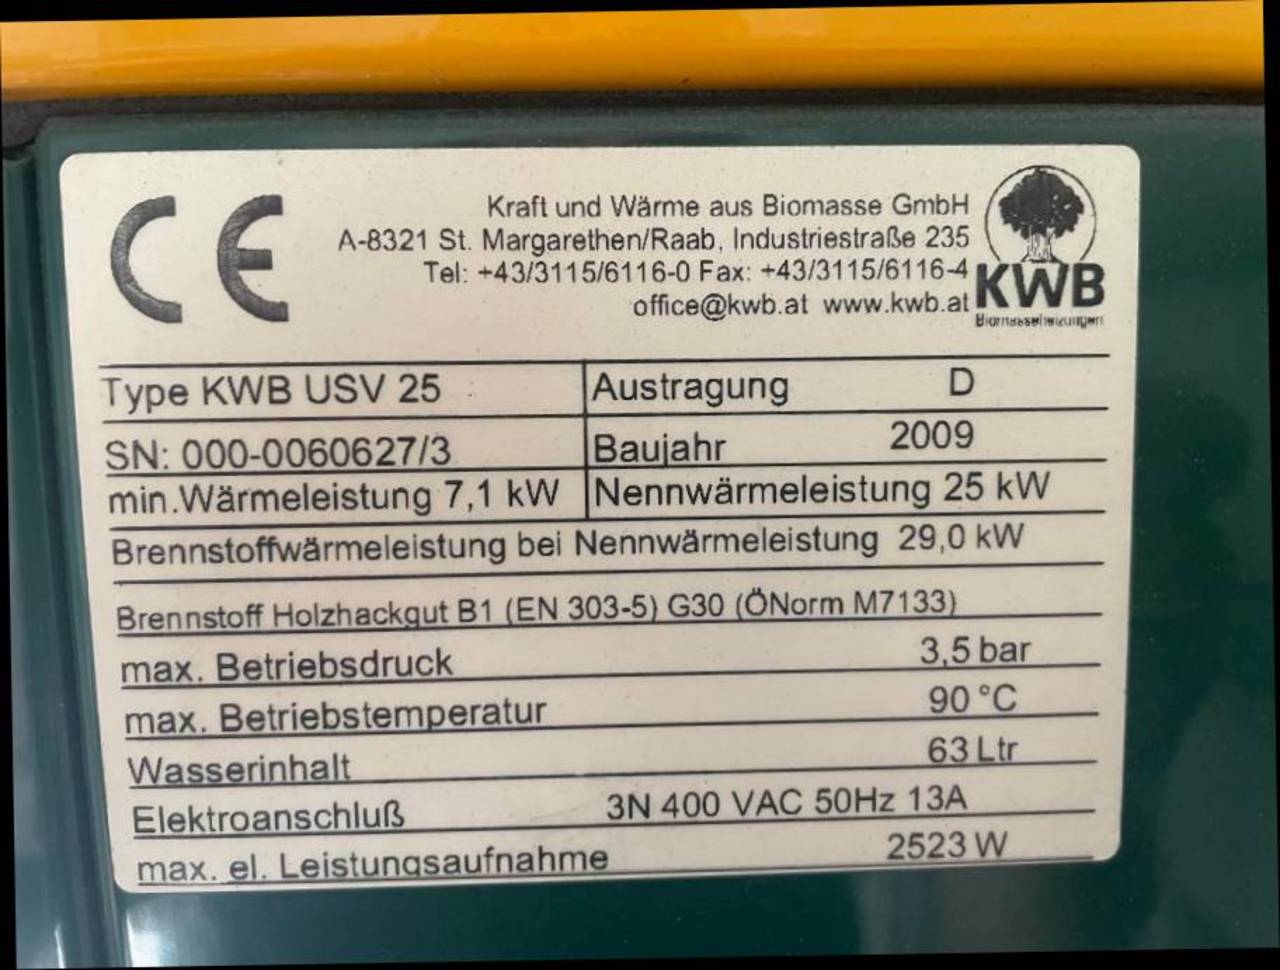 CE
Kraft und Wärme aus Biomasse GmbH
A-8321 St. Margarethen/Raab, Industriestraße 235
Tel: +43/3115/6116-0 Fax: +43/3115/6116-4
office@kwb.at www.kwb.at
KWB
Biomasseheizungen
Type KWB USV 25 Austragung D
SN: 000-0060627/3 Baujahr 2009
min.Wärmeleistung 7,1 kW Nennwärmeleistung 25 kW
Brennstoffwärmeleistung bei Nennwärmeleistung 29,0 kW
Brennstoff Holzhackgut B1 (EN 303-5) G30 (ÖNorm M7133)
max. Betriebsdruck 3,5 bar
max. Betriebstemperatur 90 °C
Wasserinhalt 63 Ltr
Elektroanschluß 3N 400 VAC 50Hz 13A
max. el. Leistungsaufnahme 2523 W